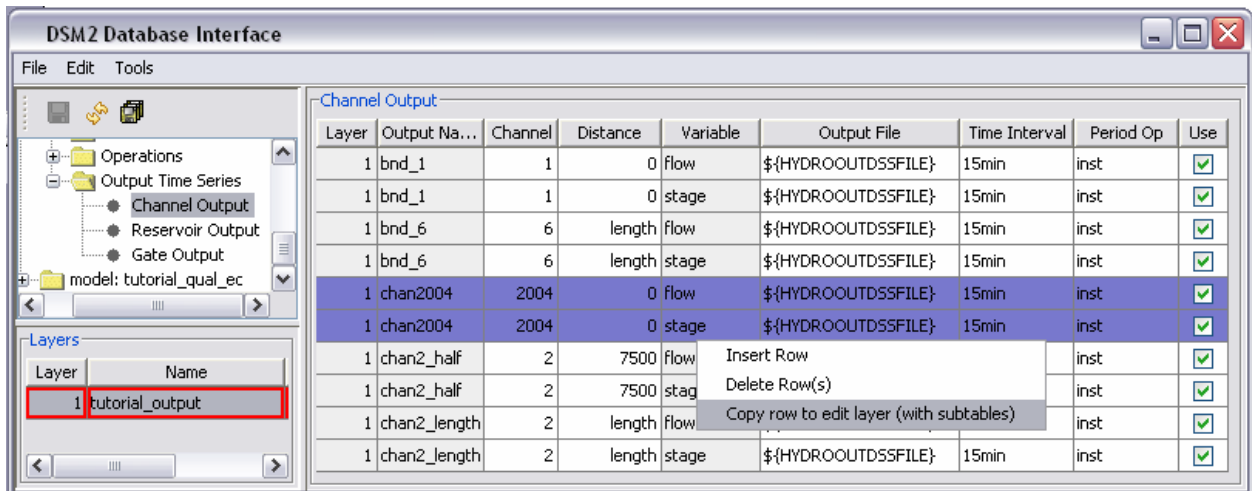 DSM2 Database Interface
File Edit Tools
Operations
Output Time Series
Channel Output
Reservoir Output
Gate Output
model: tutorial_qual_ec
Layers
Layer Name
1 tutorial_output
Channel Output
Layer Output Na... Channel Distance Variable Output File Time Interval Period Op Use
1 bnd_1 1 0 flow ${HYDROOUTDSSFILE} 15min inst
1 bnd_1 1 0 stage ${HYDROOUTDSSFILE} 15min inst
1 bnd_6 6 length flow ${HYDROOUTDSSFILE} 15min inst
1 bnd_6 6 length stage ${HYDROOUTDSSFILE} 15min inst
1 chan2004 2004 0 flow ${HYDROOUTDSSFILE} 15min inst
1 chan2004 2004 0 stage ${HYDROOUTDSSFILE} 15min inst
1 chan2_half 2 7500 flow inst
1 chan2_half 2 7500 stag inst
1 chan2_length 2 length flow inst
1 chan2_length 2 length stage ${HYDROOUTDSSFILE} 15min inst
Insert Row
Delete Row(s)
Copy row to edit layer (with subtables)